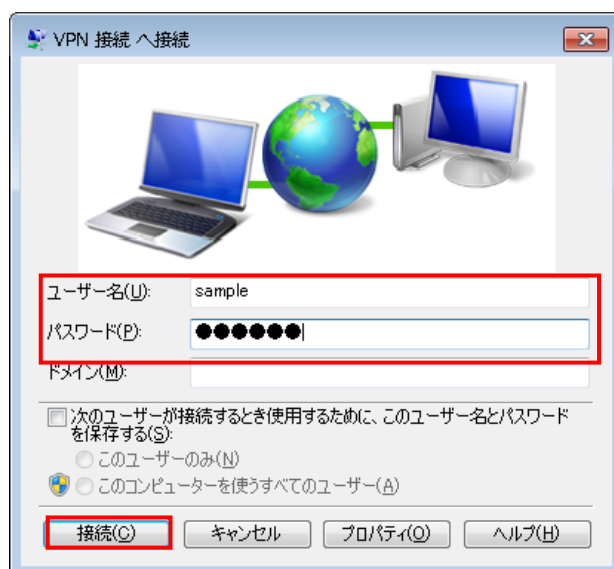 VPN 接続 へ接続
ユーザー名(U): sample
パスワード(P): ●●●●●●
ドメイン(M):
次のユーザーが接続するとき使用するために、このユーザー名とパスワード
を保存する(S):
このユーザーのみ(N)
このコンピューターを使うすべてのユーザー(A)
接続(C) キャンセル プロパティ(O) ヘルプ(H)